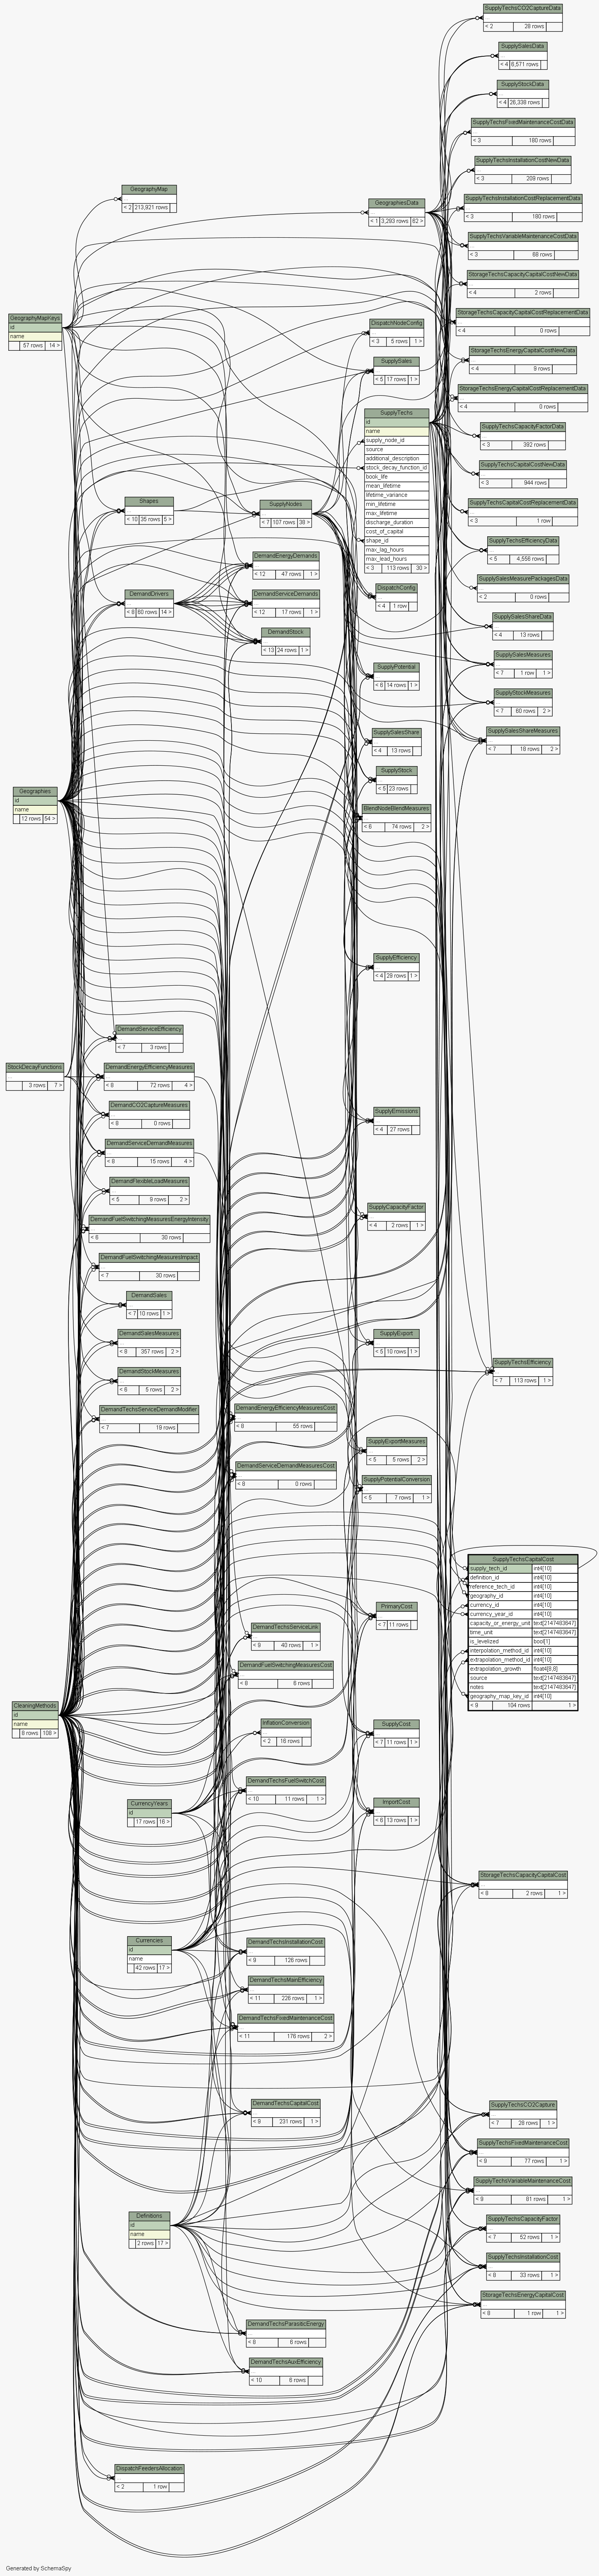 GeographyMapKeys
id
name
57 rows 14 >
Geographies
id
name
12 rows 54 >
StockDecayFunctions
...
3 rows 7 >
CleaningMethods
id
name
8 rows 108 >
GeographyMap
...
< 2 213,921 rows
Shapes
...
< 10 35 rows 5 >
DemandDrivers
...
< 8 60 rows 14 >
DemandServiceEfficiency
...
< 7 3 rows
DemandEnergyEfficiencyMeasures
...
< 8 72 rows 4 >
DemandCO2CaptureMeasures
...
< 8 0 rows
DemandServiceDemandMeasures
...
< 8 15 rows 4 >
DemandFlexibleLoadMeasures
...
< 5 9 rows 2 >
DemandFuelSwitchingMeasuresEnergyIntensity
...
< 6 30 rows
DemandFuelSwitchingMeasuresImpact
...
< 7 30 rows
DemandSales
...
< 7 10 rows 1 >
DemandSalesMeasures
...
< 8 357 rows 2 >
DemandStockMeasures
...
< 6 5 rows 2 >
DemandTechsServiceDemandModifier
...
< 7 19 rows
CurrencyYears
id
17 rows 16 >
Currencies
id
name
42 rows 17 >
Definitions
id
name
2 rows 17 >
DispatchFeedersAllocation
...
< 2 1 row
SupplyNodes
...
< 7 107 rows 38 >
DemandEnergyDemands
...
< 12 47 rows 1 >
DemandServiceDemands
...
< 12 17 rows 1 >
DemandStock
...
< 13 24 rows 1 >
DemandEnergyEfficiencyMeasuresCost
...
< 8 55 rows
DemandServiceDemandMeasuresCost
...
< 8 0 rows
DemandTechsServiceLink
...
< 8 40 rows 1 >
DemandFuelSwitchingMeasuresCost
...
< 8 6 rows
InflationConversion
...
< 2 16 rows
DemandTechsFuelSwitchCost
...
< 10 11 rows 1 >
DemandTechsInstallationCost
...
< 9 126 rows
DemandTechsMainEfficiency
...
< 11 226 rows 1 >
DemandTechsFixedMaintenanceCost
...
< 11 176 rows 2 >
DemandTechsCapitalCost
...
< 9 231 rows 1 >
DemandTechsParasiticEnergy
...
< 8 6 rows
DemandTechsAuxEfficiency
...
< 10 6 rows
GeographiesData
...
< 1 3,293 rows 62 >
DispatchNodeConfig
...
< 3 5 rows 1 >
SupplySales
...
< 5 17 rows 1 >
SupplyTechs
id
name
supply_node_id
source
additional_description
stock_decay_function_id
book_life
mean_lifetime
lifetime_variance
min_lifetime
max_lifetime
discharge_duration
cost_of_capital
shape_id
max_lag_hours
max_lead_hours
< 3 113 rows 30 >
DispatchConfig
...
< 4 1 row
SupplyPotential
...
< 6 14 rows 1 >
SupplySalesShare
...
< 4 13 rows
SupplyStock
...
< 5 23 rows
BlendNodeBlendMeasures
...
< 6 74 rows 2 >
SupplyEfficiency
...
< 4 28 rows 1 >
SupplyEmissions
...
< 4 27 rows
SupplyCapacityFactor
...
< 4 2 rows 1 >
SupplyExport
...
< 5 10 rows 1 >
SupplyExportMeasures
...
< 5 5 rows 2 >
SupplyPotentialConversion
...
< 5 7 rows 1 >
PrimaryCost
...
< 7 11 rows
SupplyCost
...
< 7 11 rows 1 >
ImportCost
...
< 6 13 rows 1 >
SupplyTechsCO2CaptureData
...
< 2 28 rows
SupplySalesData
...
< 4 6,571 rows
SupplyStockData
...
< 4 26,338 rows
SupplyTechsFixedMaintenanceCostData
...
< 3 180 rows
SupplyTechsInstallationCostNewData
...
< 3 209 rows
SupplyTechsInstallationCostReplacementData
...
< 3 190 rows
SupplyTechsVariableMaintenanceCostData
...
< 3 88 rows
StorageTechsCapacityCapitalCostNewData
...
< 4 2 rows
StorageTechsCapacityCapitalCostReplacementData
...
< 4 0 rows
StorageTechsEnergyCapitalCostNewData
...
< 4 9 rows
StorageTechsEnergyCapitalCostReplacementData
...
< 4 0 rows
SupplyTechsCapacityFactorData
...
< 3 392 rows
SupplyTechsCapitalCostNewData
...
< 3 944 rows
SupplyTechsCapitalCostReplacementData
...
< 3 1 row
SupplyTechsEfficiencyData
...
< 5 4,556 rows
SupplySalesMeasurePackagesData
...
< 2 0 rows
SupplySalesShareData
...
< 4 13 rows
SupplySalesMeasures
...
< 7 1 row 1 >
SupplyStockMeasures
...
< 7 60 rows 2 >
SupplySalesShareMeasures
...
< 7 18 rows 2 >
SupplyTechsEfficiency
...
< 7 113 rows 1 >
SupplyTechsCapitalCost
supply_tech_id int4[10]
definition_id int4[10]
reference_tech_id int4[10]
geography_id int4[10]
currency_id int4[10]
currency_year_id int4[10]
capacity_or_energy_unit text[2147483647]
time_unit text[2147483647]
is_levelized bool[1]
interpolation_method_id int4[10]
extrapolation_method_id int4[10]
extrapolation_growth float4[8,8]
source text[2147483647]
notes text[2147483647]
geography_map_key_id int4[10]
< 9 104 rows 1 >
StorageTechsCapacityCapitalCost
...
< 8 2 rows 1 >
SupplyTechsCO2Capture
...
< 7 28 rows 1 >
SupplyTechsFixedMaintenanceCost
...
< 9 77 rows 1 >
SupplyTechsVariableMaintenanceCost
...
< 9 81 rows 1 >
SupplyTechsCapacityFactor
...
< 7 52 rows 1 >
SupplyTechsInstallationCost
...
< 8 33 rows 1 >
StorageTechsEnergyCapitalCost
...
< 8 1 row 1 >
Generated by SchemaSpy